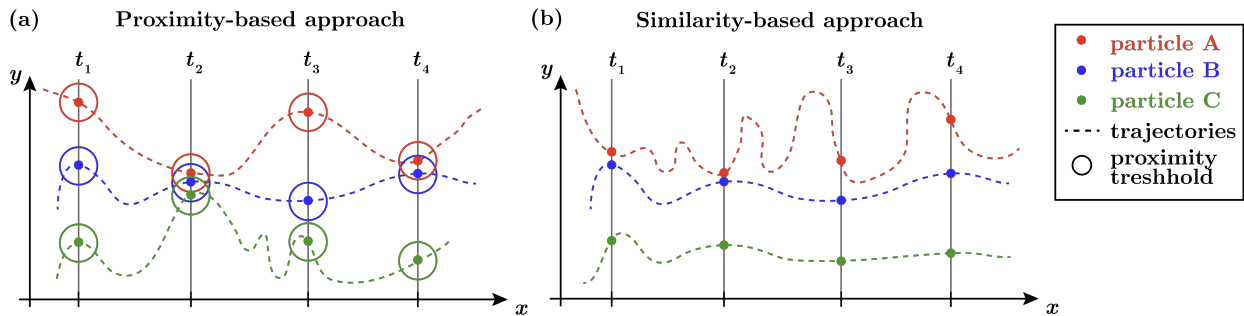 (a) Proximity-based approach
y
t1 t2 t3 t4
x
(b) Similarity-based approach
y
t1 t2 t3 t4
x
particle A
particle B
particle C
trajectories
proximity
treshhold